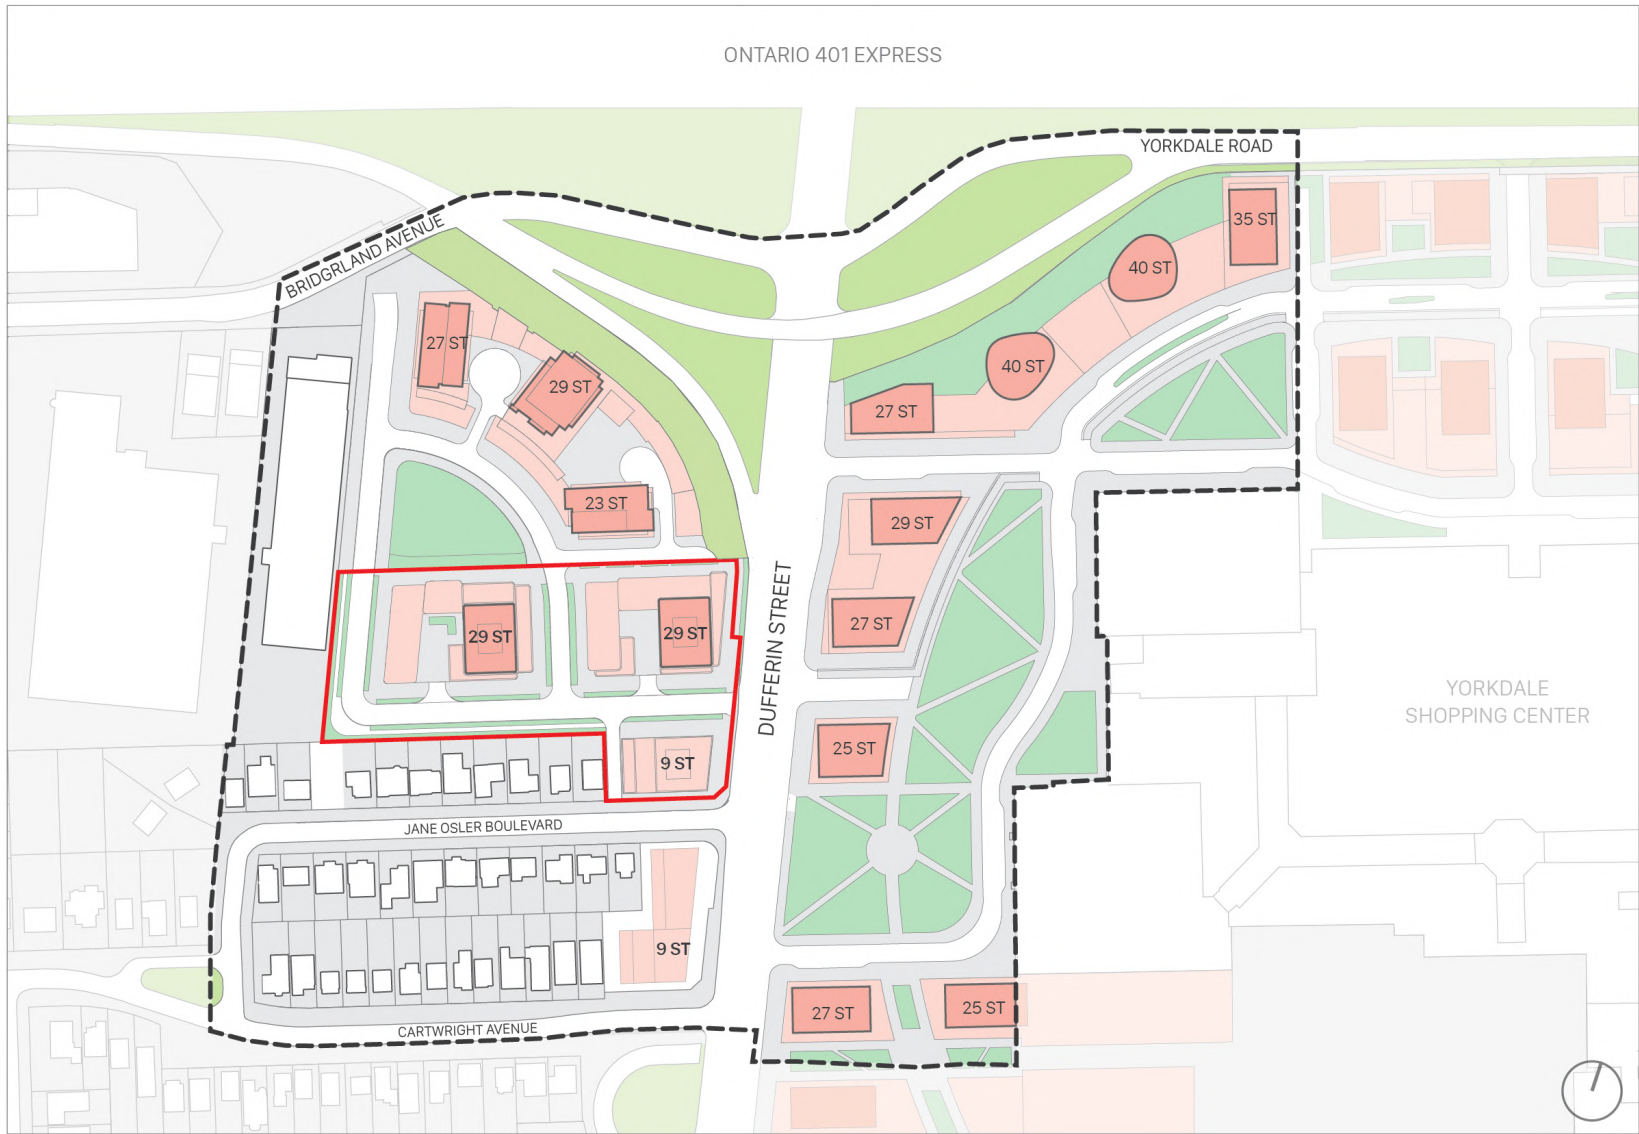 ONTARIO 401 EXPRESS
YORKDALE ROAD
BRIDGRLAND AVENUE
35 ST
40 ST
27 ST
40 ST
29 ST
27 ST
23 ST
29 ST
DUFFERIN STREET
27 ST
29 ST
29 ST
YORKDALE
SHOPPING CENTER
25 ST
9 ST
JANE OSLER BOULEVARD
9 ST
27 ST
25 ST
CARTWRIGHT AVENUE